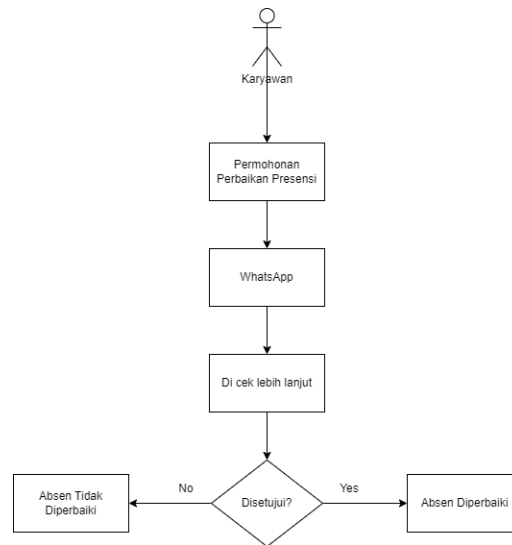 Karyawan
Permohonan
Perbaikan Presensi
WhatsApp
Di cek lebih lanjut
Disetujui?
No
Yes
Absen Tidak
Diperbaiki
Absen Diperbaiki